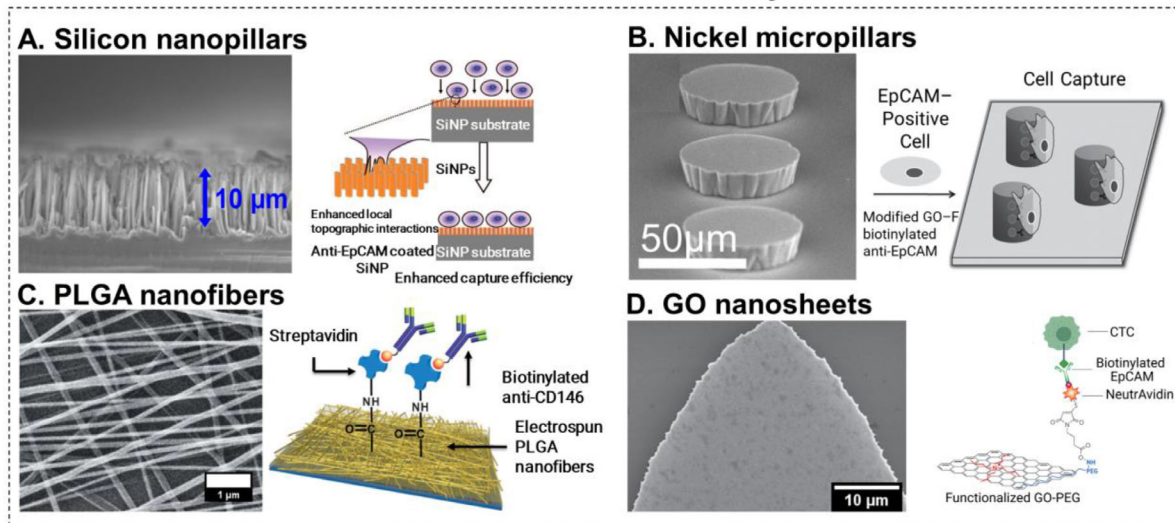 A. Silicon nanopillars
10 µm
SiNP substrate
SiNPs
Enhanced local
topographic interactions
Anti-EpCAM coated
SiNP
SiNP substrate
Enhanced capture efficiency
B. Nickel micropillars
50µm
EpCAM–
Positive
Cell
Modified GO–F
biotinylated
anti-EpCAM
Cell Capture
C. PLGA nanofibers
1 µm
Streptavidin
NH
NH
O=C
O=C
Biotinylated
anti-CD146
Electrospun
PLGA
nanofibers
D. GO nanosheets
10 µm
CTC
Biotinylated
EpCAM
NeutrAvidin
S
O
N
O
O
O
NH
PEG
Functionalized GO-PEG